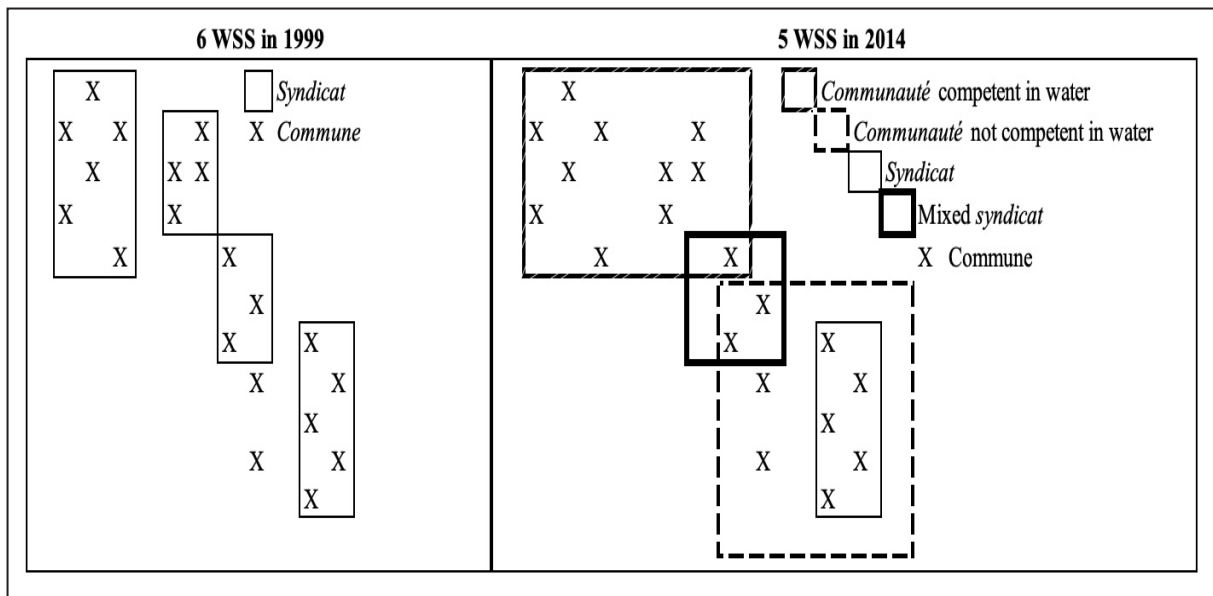 6 WSS in 1999
X Syndicat
X X X X Commune
X X X
X X
X X
X
X X
X X
X
X X
X
5 WSS in 2014
X Communauté competent in water
X X X Communauté not competent in water
X X X Syndicat
X X Mixed syndicat
X X X Commune
X
X X
X X
X
X X
X